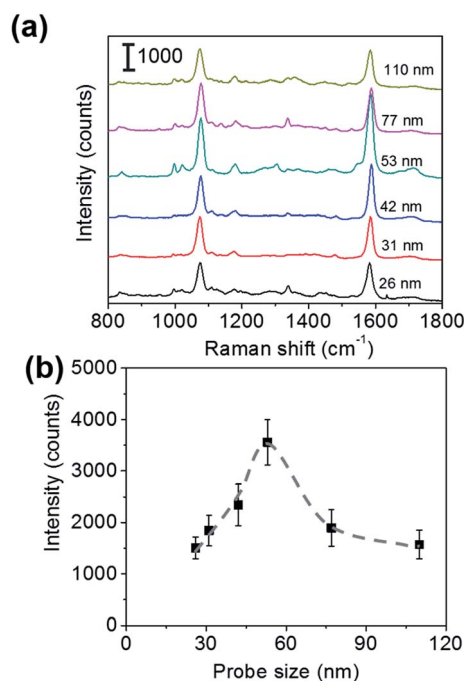 (a)
1000
110 nm
77 nm
53 nm
42 nm
31 nm
26 nm
Intensity (counts)
800 1000 1200 1400 1600 1800
Raman shift (cm⁻¹)
(b)
5000
4000
3000
2000
1000
0
Intensity (counts)
0 30 60 90 120
Probe size (nm)